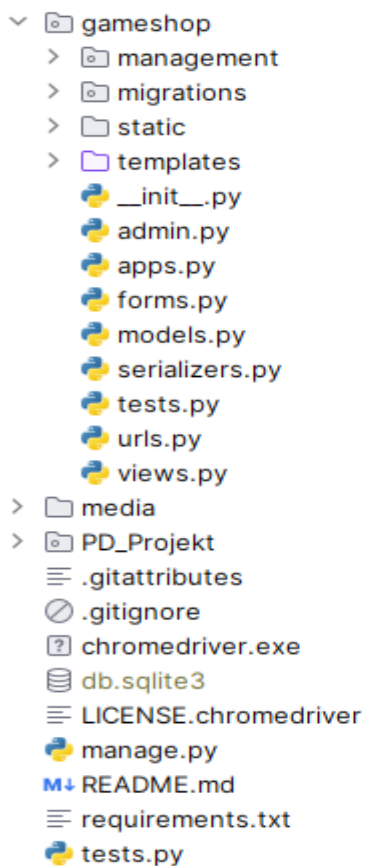 gameshop
management
migrations
static
templates
__init__.py
admin.py
apps.py
forms.py
models.py
serializers.py
tests.py
urls.py
views.py
media
PD_Projekt
.gitattributes
.gitignore
chromedriver.exe
db.sqlite3
LICENSE.chromedriver
manage.py
M↓ README.md
requirements.txt
tests.py